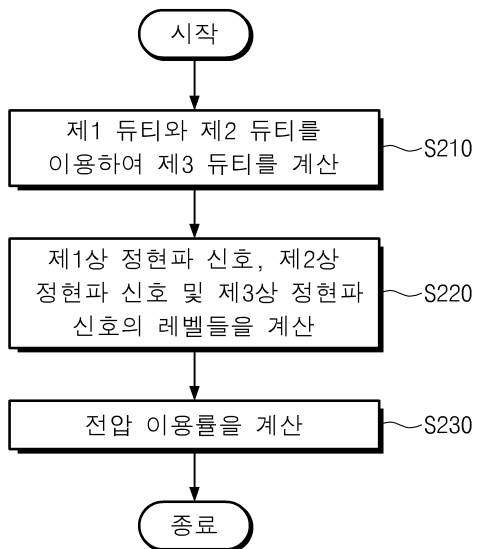 시작
제1 듀티와 제2 듀티를
이용하여 제3 듀티를 계산
S210
제1상 정현파 신호, 제2상
정현파 신호 및 제3상 정현파
신호의 레벨들을 계산
S220
전압 이용률을 계산
S230
종료